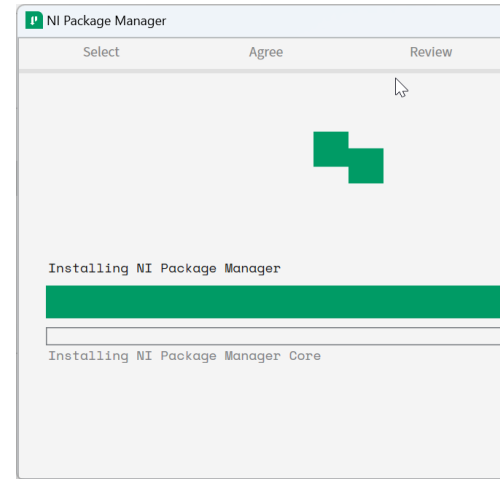 NI Package Manager
Select Agree Review
Installing NI Package Manager
Installing NI Package Manager Core